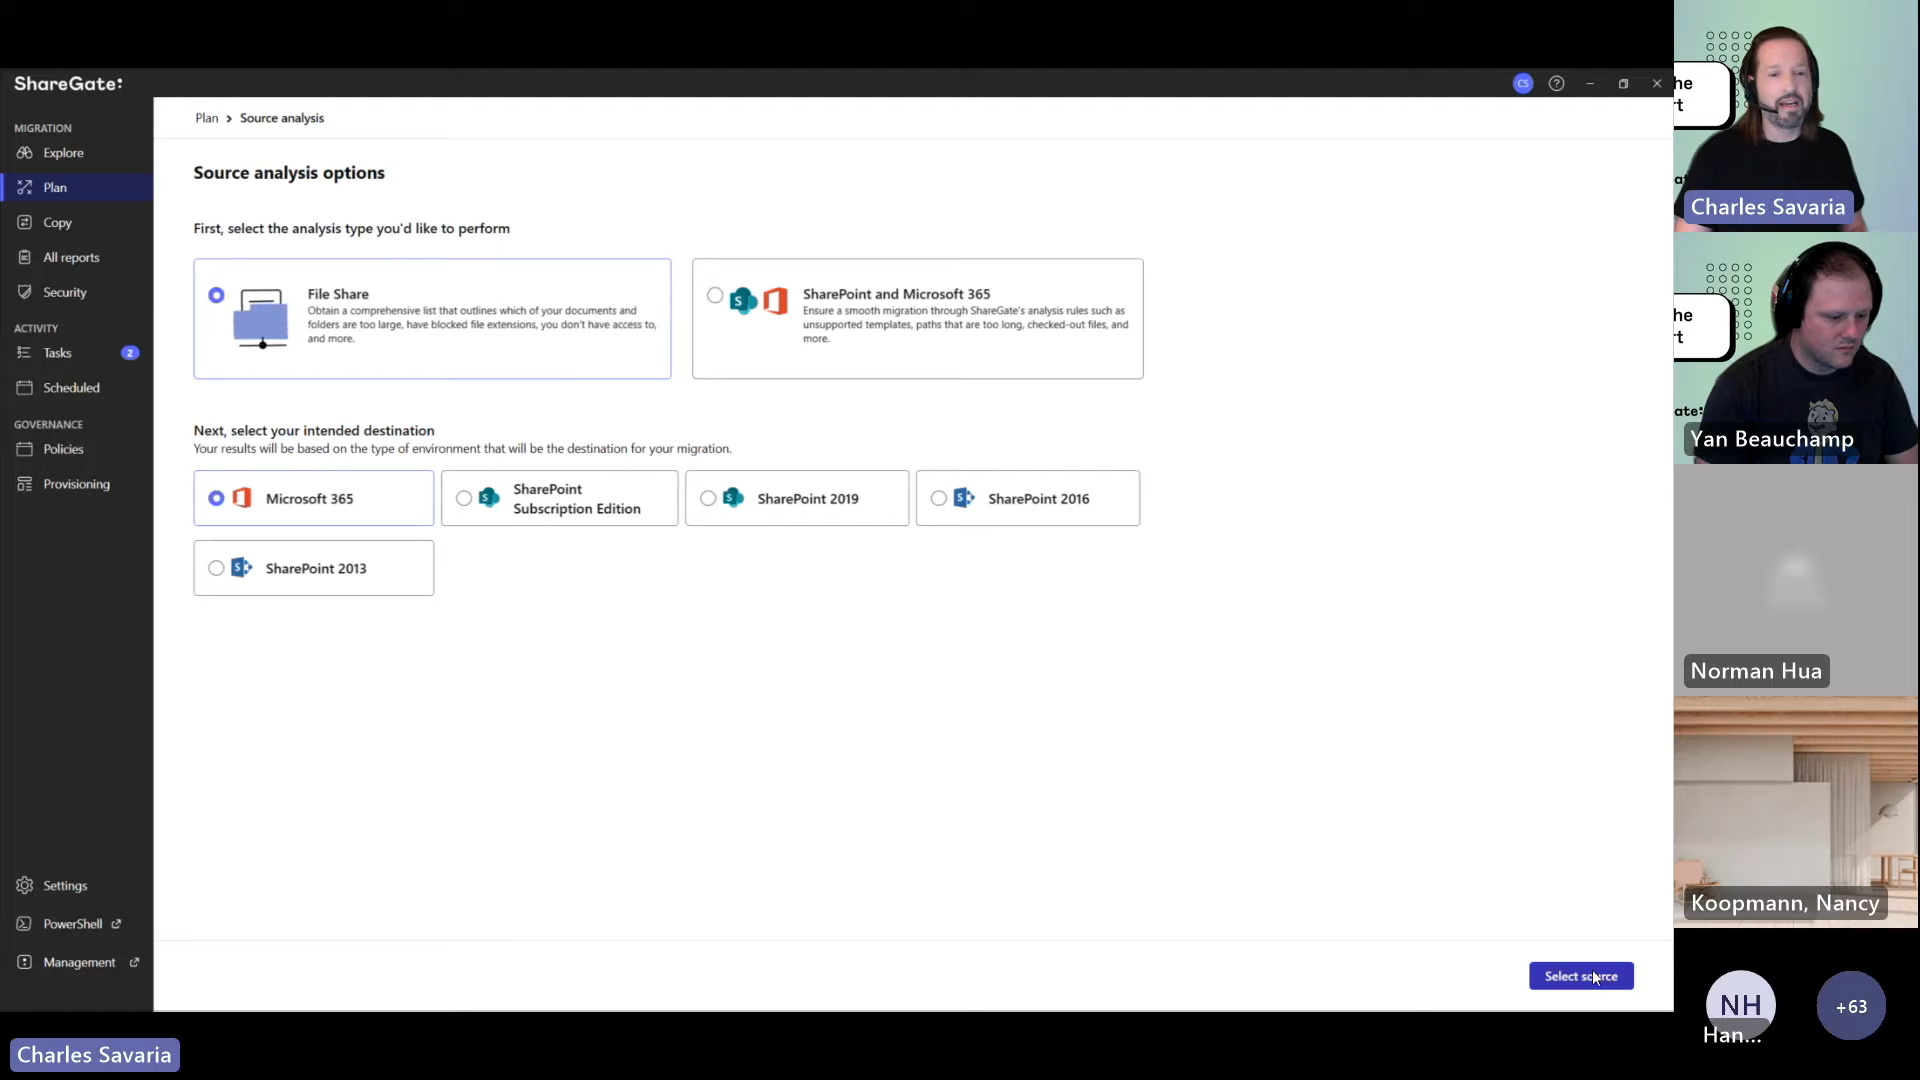 ShareGate:
CS
MIGRATION
Explore
Plan
Copy
All reports
Security
ACTIVITY
Tasks
2
Scheduled
GOVERNANCE
Policies
Provisioning
Settings
PowerShell
Management
Plan > Source analysis
Source analysis options
First, select the analysis type you'd like to perform
File Share
Obtain a comprehensive list that outlines which of your documents and
folders are too large, have blocked file extensions, you don't have access to,
and more.
SharePoint and Microsoft 365
Ensure a smooth migration through ShareGate's analysis rules such as
unsupported templates, paths that are too long, checked-out files, and
more.
Next, select your intended destination
Your results will be based on the type of environment that will be the destination for your migration.
Microsoft 365
SharePoint
Subscription Edition
SharePoint 2019
SharePoint 2016
SharePoint 2013
Select source
Charles Savaria
he
t
Charles Savaria
he
t
ate:
Yan Beauchamp
Norman Hua
Koopmann, Nancy
NH
Han...
+63